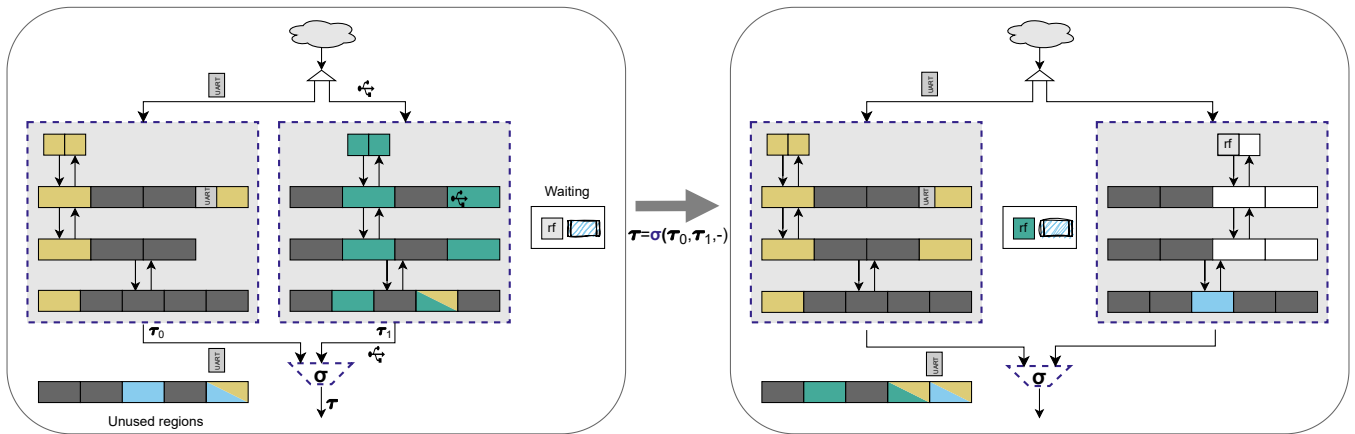 UART
UART
Waiting
rf
τ₀
τ₁
UART
σ
τ
Unused regions
τ=σ(τ₀,τ₁,-)
UART
rf
UART
rf
UART
σ